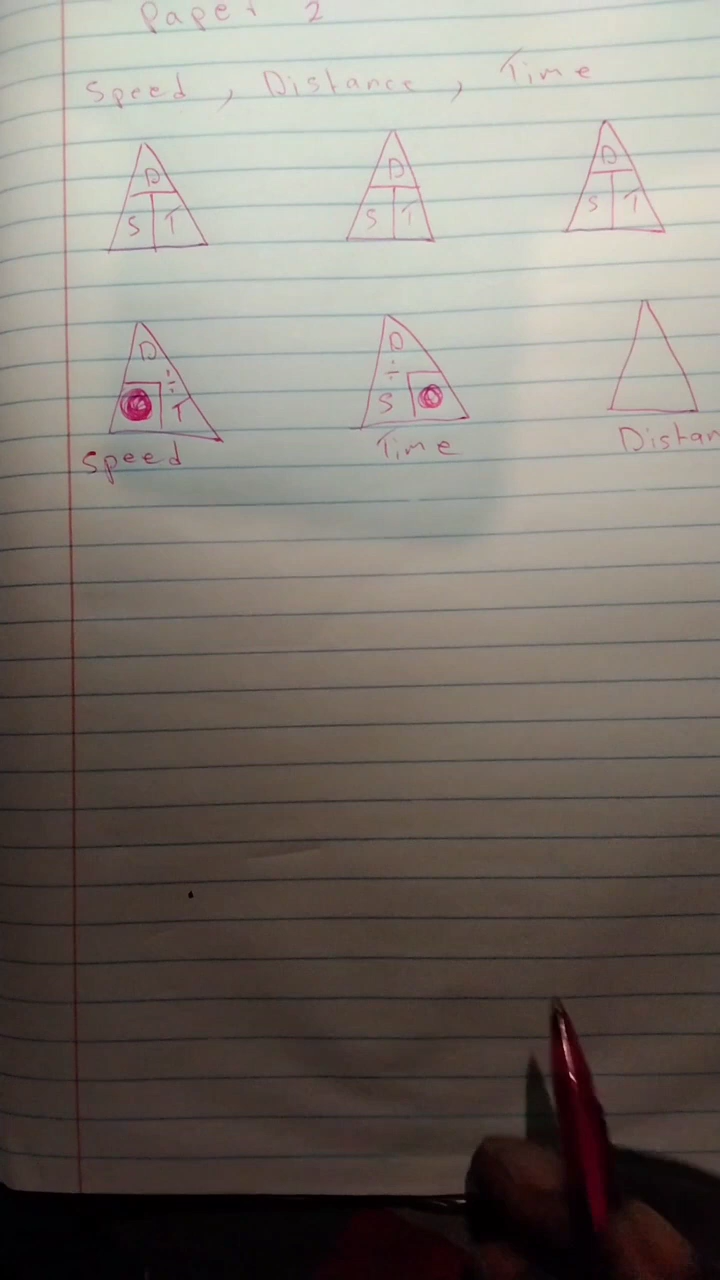 Paper 2
Speed , Distance , Time
D D D
S T S T S T
D D
÷ ÷
T S
Speed Time Distan